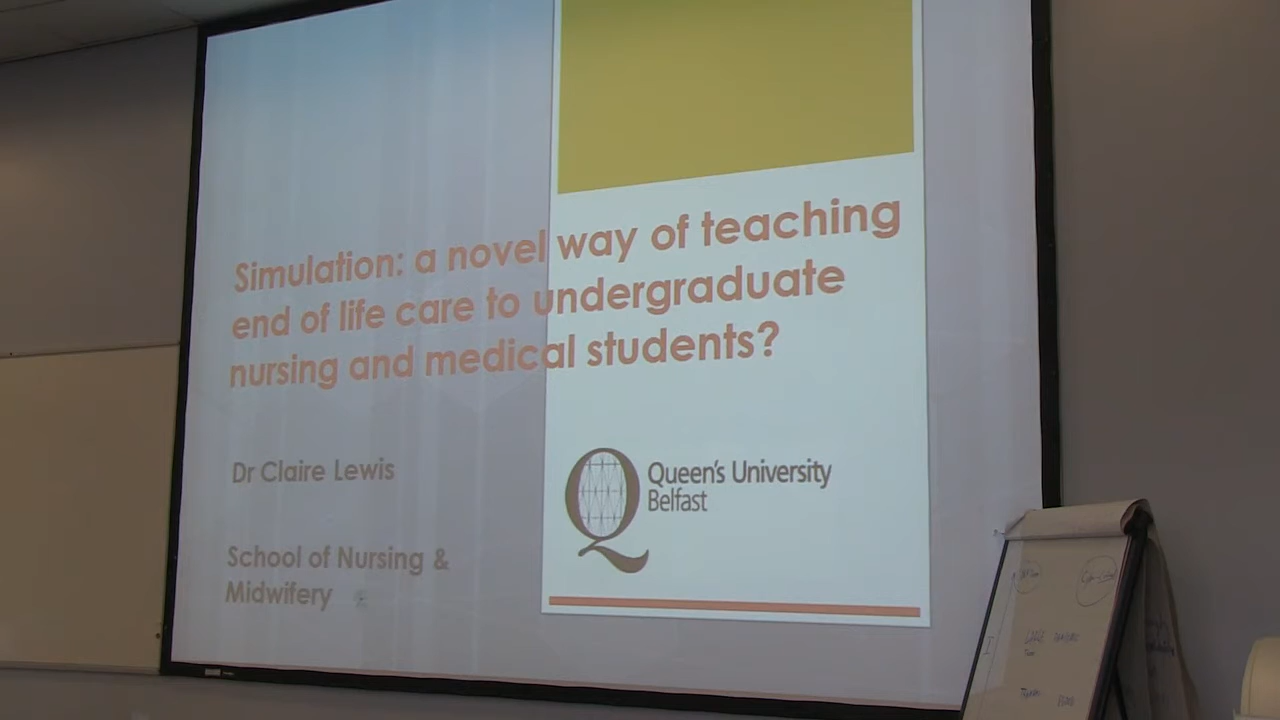 Simulation: a novel way of teaching
end of life care to undergraduate
nursing and medical students?
Dr Claire Lewis
Queen's University
Belfast
School of Nursing &
Midwifery